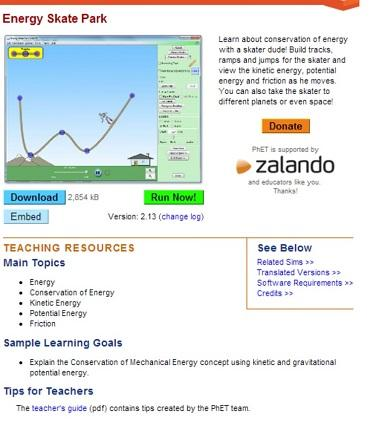 Energy Skate Park
Learn about conservation of energy
with a skater dude! Build tracks,
ramps and jumps for the skater and
view the kinetic energy, potential
energy and friction as he moves.
You can also take the skater to
different planets or even space!
Donate
PhET is supported by
zalando
and educators like you.
Thanks!
Download 2,854 kB Run Now!
Embed Version: 2.13 (change log)
TEACHING RESOURCES
Main Topics
• Energy
• Conservation of Energy
• Kinetic Energy
• Potential Energy
• Friction
See Below
Related Sims >>
Translated Versions >>
Software Requirements >>
Credits >>
Sample Learning Goals
• Explain the Conservation of Mechanical Energy concept using kinetic and gravitational
potential energy.
Tips for Teachers
The teacher's guide (pdf) contains tips created by the PhET team.